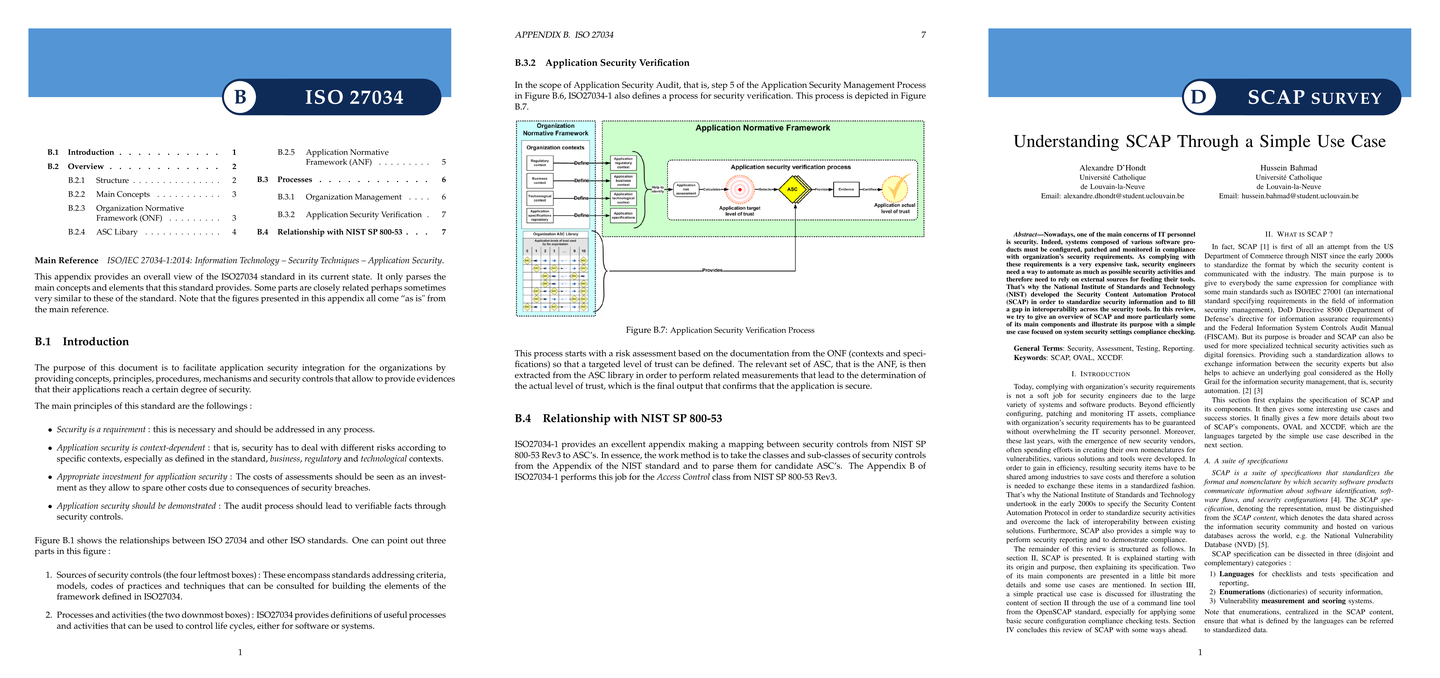 B ISO 27034
B.1 Introduction . . . . . . . . . . . 1
B.2 Overview . . . . . . . . . . . . 2
B.2.1 Structure . . . . . . . . . . . . . 2
B.2.2 Main Concepts . . . . . . . . 3
B.2.3 Organization Normative
Framework (ONF) . . . . . . . . 3
B.2.4 ASC Libary . . . . . . . . . . 4
B.2.5 Application Normative
Framework (ANF) . . . . . . . . 5
B.3 Processes . . . . . . . . . . . . 6
B.3.1 Organization Management . . . . 6
B.3.2 Application Security Verification . 7
B.4 Relationship with NIST SP 800-53 . . . 7
Main Reference ISO/IEC 27034-1:2014: Information Technology – Security Techniques – Application Security.
This appendix provides an overall view of the ISO27034 standard in its current state. It only parses the
main concepts and elements that this standard provides. Some parts are closely related perhaps sometimes
very similar to these of the standard. Note that the figures presented in this appendix all come "as is" from
the main reference.
B.1 Introduction
The purpose of this document is to facilitate application security integration for the organizations by
providing concepts, principles, procedures, mechanisms and security controls that allow to provide evidences
that their applications reach a certain degree of security.
The main principles of this standard are the followings :
• Security is a requirement : this is necessary and should be addressed in any process.
• Application security is context-dependent : that is, security has to deal with different risks according to
specific contexts, especially as defined in the standard, business, regulatory and technological contexts.
• Appropriate investment for application security : The costs of assessments should be seen as an invest-
ment as they allow to spare other costs due to consequences of security breaches.
• Application security should be demonstrated : The audit process should lead to verifiable facts through
security controls.
Figure B.1 shows the relationships between ISO 27034 and other ISO standards. One can point out three
parts in this figure :
1. Sources of security controls (the four leftmost boxes) : These encompass standards addressing criteria,
models, codes of practices and techniques that can be consulted for building the elements of the
framework defined in ISO27034.
2. Processes and activities (the two downmost boxes) : ISO27034 provides definitions of useful processes
and activities that can be used to control life cycles, either for software or systems.
1
APPENDIX B. ISO 27034 7
B.3.2 Application Security Verification
In the scope of Application Security Audit, that is, step 5 of the Application Security Management Process
in Figure B.6, ISO27034-1 also defines a process for security verification. This process is depicted in Figure
B.7.
Organization
Normative Framework
Application Normative Framework
Organization contexts
Regulatory
context
Define
Application
regulatory
context
Business
context
Define
Application
business
context
Technological
context
Define
Application
technological
context
Application
specifications
repository
Define
Application
specifications
Help to
identify
Application security verification process
Application
risk
assessment
Application target
level of trust
ASC
Evidence
Application actual
level of trust
Organization ASC Library
Application levels of trust used
by the organization
Provides
Figure B.7: Application Security Verification Process
This process starts with a risk assessment based on the documentation from the ONF (contexts and speci-
fications) so that a targeted level of trust can be defined. The relevant set of ASC, that is the ANF, is then
extracted from the ASC library in order to perform related measurements that lead to the determination of
the actual level of trust, which is the final output that confirms that the application is secure.
B.4 Relationship with NIST SP 800-53
ISO27034-1 provides an excellent appendix making a mapping between security controls from NIST SP
800-53 Rev3 to ASC's. In essence, the work method is to take the classes and sub-classes of security controls
from the Appendix of the NIST standard and to parse them for candidate ASC's. The Appendix B of
ISO27034-1 performs this job for the Access Control class from NIST SP 800-53 Rev3.
D SCAP SURVEY
Understanding SCAP Through a Simple Use Case
Alexandre D'Hondt
Université Catholique
de Louvain-la-Neuve
Email: alexandre.dhondt@student.uclouvain.be
Hussein Bahmad
Université Catholique
de Louvain-la-Neuve
Email: hussein.bahmad@student.uclouvain.be
Abstract—Nowadays, one of the main concerns of IT personnel
is security. Indeed, systems composed of various software pro-
ducts must be configured, patched and monitored in compliance
with organization's security requirements. As complying with
these requirements is a very expensive task, security engineers
need a way to automate as much as possible security activities and
therefore need to rely on external sources for feeding their tools.
That's why the National Institute of Standards and Technology
(NIST) developed the Security Content Automation Protocol
(SCAP) in order to standardize security information and to fill
a gap in interoperability across the security tools. In this review,
we try to give an overview of SCAP and more particularly some
of its main components and illustrate its purpose with a simple
use case focused on system security settings compliance checking.
General Terms: Security, Assessment, Testing, Reporting.
Keywords: SCAP, OVAL, XCCDF.
I. INTRODUCTION
Today, complying with organization's security requirements
is not a soft job for security engineers due to the large
variety of systems and software products. Beyond efficiently
configuring, patching and monitoring IT assets, compliance
with organization's security requirements has to be guaranteed
without overwhelming the IT security personnel. Moreover,
these last years, with the emergence of new security vendors,
often spending efforts in creating their own nomenclatures for
vulnerabilities, various solutions and tools were developed. In
order to gain in efficiency, resulting security items have to be
shared among industries to save costs and therefore a solution
is needed to exchange these items in a standardized fashion.
That's why the National Institute of Standards and Technology
undertook in the early 2000s to specify the Security Content
Automation Protocol in order to standardize security activities
and overcome the lack of interoperability between existing
solutions. Furthermore, SCAP also provides a simple way to
perform security reporting and to demonstrate compliance.
The remainder of this review is structured as follows. In
section II, SCAP is presented. It is explained starting with
its origin and purpose, then explaining its specification. Two
of its main components are presented in a little bit more
details and some use cases are mentioned. In section III,
a simple practical use case is discussed for illustrating the
content of section II through the use of a command line tool
from the OpenSCAP standard, especially for applying some
basic secure configuration compliance checking tests. Section
IV concludes this review of SCAP with some ways ahead.
II. WHAT IS SCAP ?
In fact, SCAP [1] is first of all an attempt from the US
Department of Commerce through NIST since the early 2000s
to standardize the format by which the security content is
communicated with the industry. The main purpose is to
give to everybody the same expression for compliance with
some main standards such as ISO/IEC 27001 (an international
standard specifying requirements in the field of information
security management), DoD Directive 8500 (Department of
Defense's directive for information assurance requirements)
and the Federal Information System Controls Audit Manual
(FISCAM). But its purpose is broader and SCAP can also be
used for more specialized technical security activities such as
digital forensics. Providing such a standardization allows to
exchange information between the security experts but also
helps to achieve an underlying goal considered as the Holy
Grail for the information security management, that is, security
automation. [2] [3]
This section first explains the specification of SCAP and
its components. It then gives some interesting use cases and
success stories. It finally gives a few more details about two
of SCAP's components, OVAL and XCCDF, which are the
languages targeted by the simple use case described in the
next section.
A. A suite of specifications
SCAP is a suite of specifications that standardizes the
format and nomenclature by which security software products
communicate information about software identification, soft-
ware flaws, and security configurations [4]. The SCAP spe-
cification, denoting the representation, must be distinguished
from the SCAP content, which denotes the data shared across
the information security community and hosted on various
databases across the world, e.g. the National Vulnerability
Database (NVD) [5].
SCAP specification can be dissected in three (disjoint and
complementary) categories :
1) Languages for checklists and tests specification and
reporting,
2) Enumerations (dictionaries) of security information,
3) Vulnerability measurement and scoring systems.
Note that enumerations, centralized in the SCAP content,
ensure that what is defined by the languages can be referred
to standardized data.
1